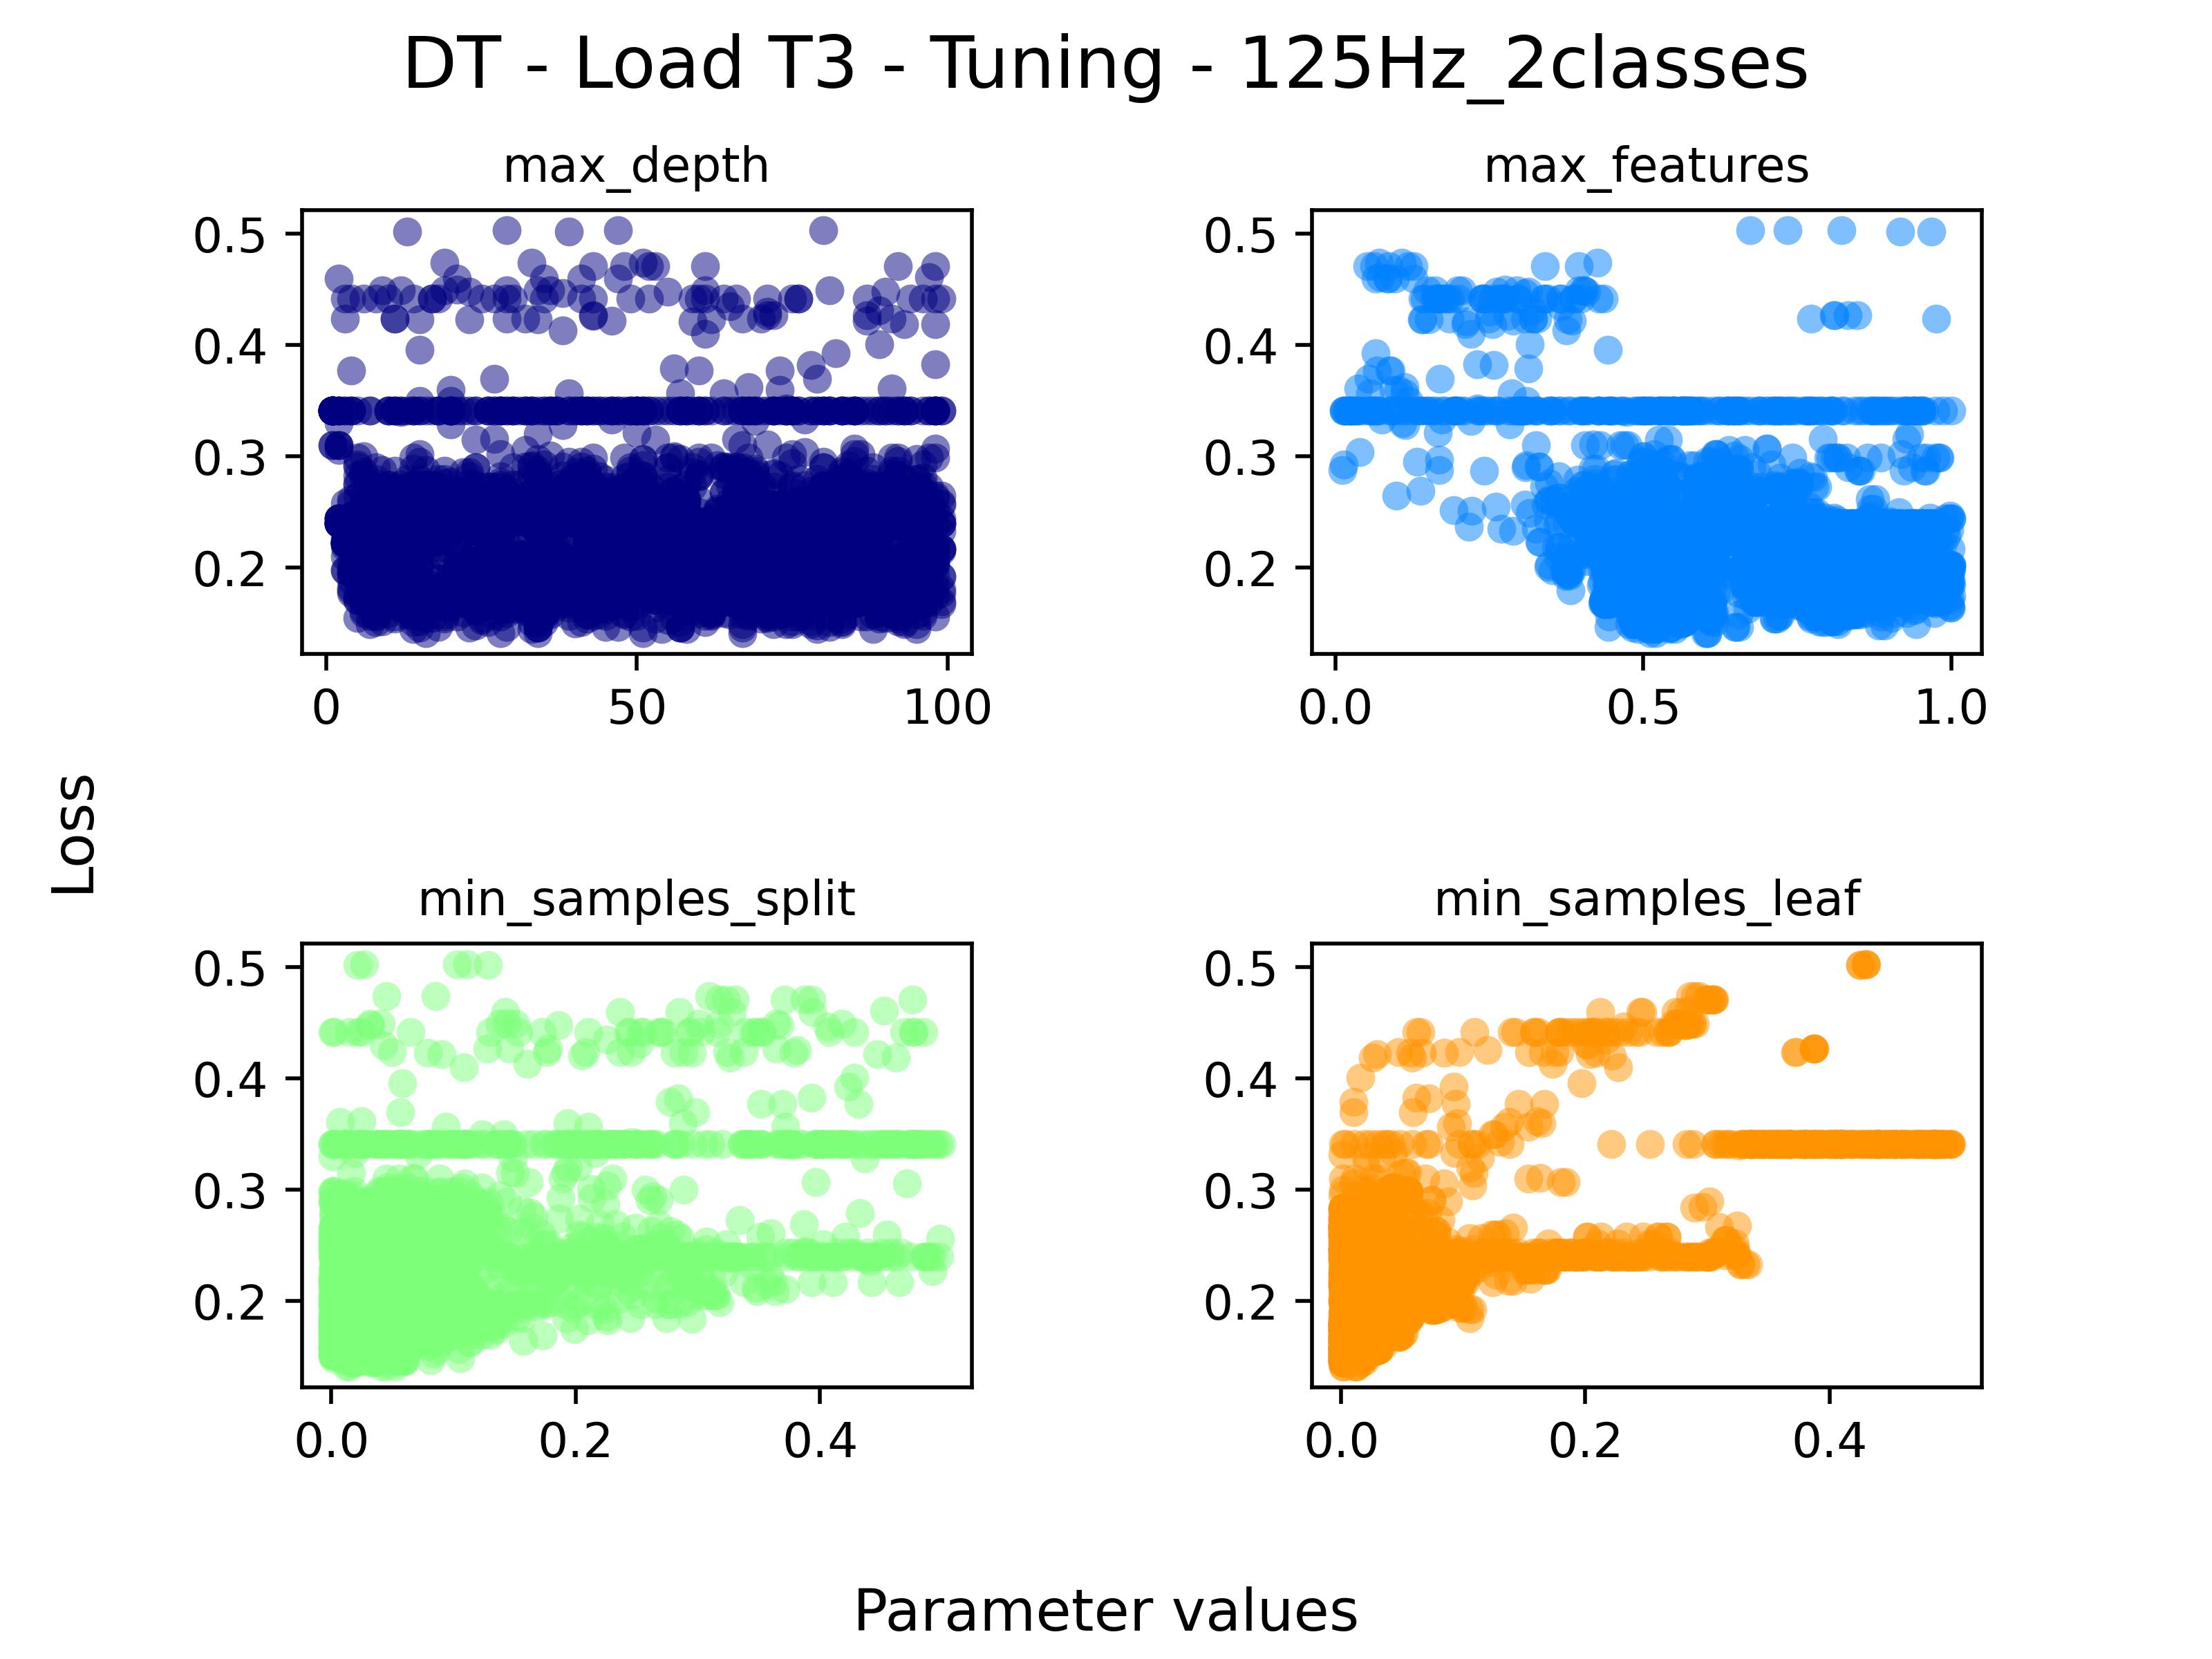 DT - Load T3 - Tuning - 125Hz_2classes
max_depth
0.5
0.4
0.3
0.2
0 50 100
max_features
0.5
0.4
0.3
0.2
0.0 0.5 1.0
Loss
min_samples_split
0.5
0.4
0.3
0.2
0.0 0.2 0.4
min_samples_leaf
0.5
0.4
0.3
0.2
0.0 0.2 0.4
Parameter values